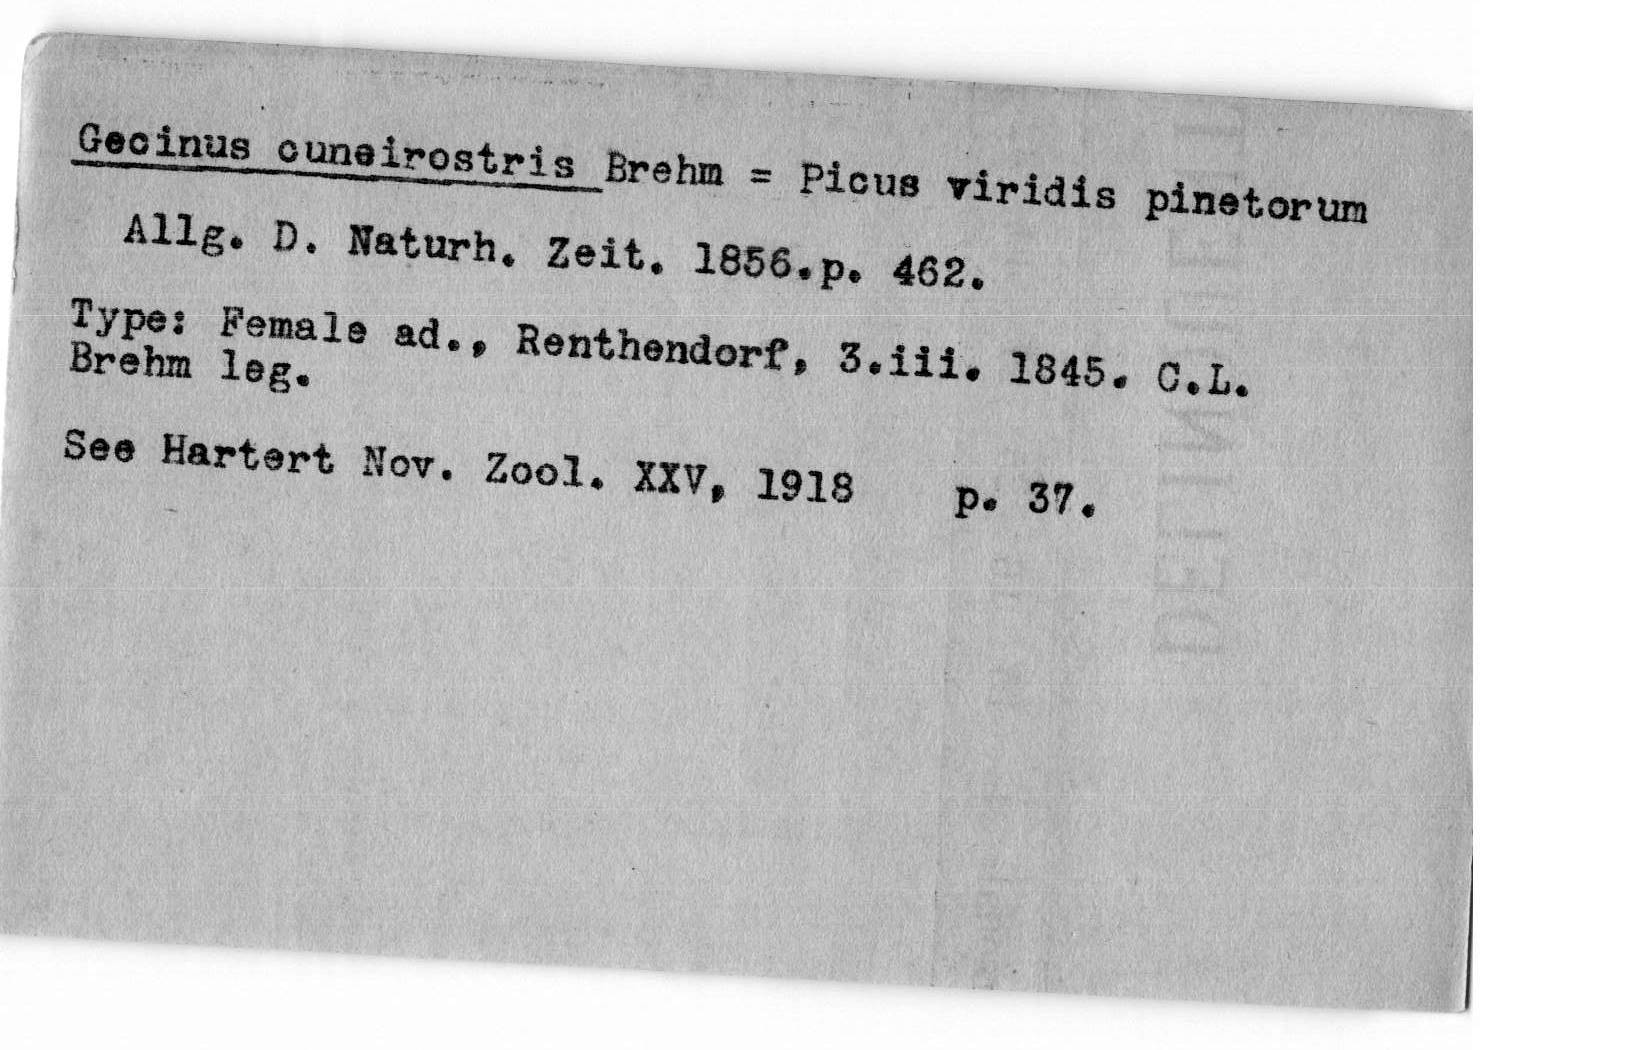 Gecinus cuneirostris Brehm = Picus viridis pinetorum
Allg. D. Naturh. Zeit. 1856.p. 462.
Type: Female ad., Renthendorf, 3.iii. 1845. C.L.
Brehm leg.
See Hartert Nov. Zool. XXV, 1918 p. 37.